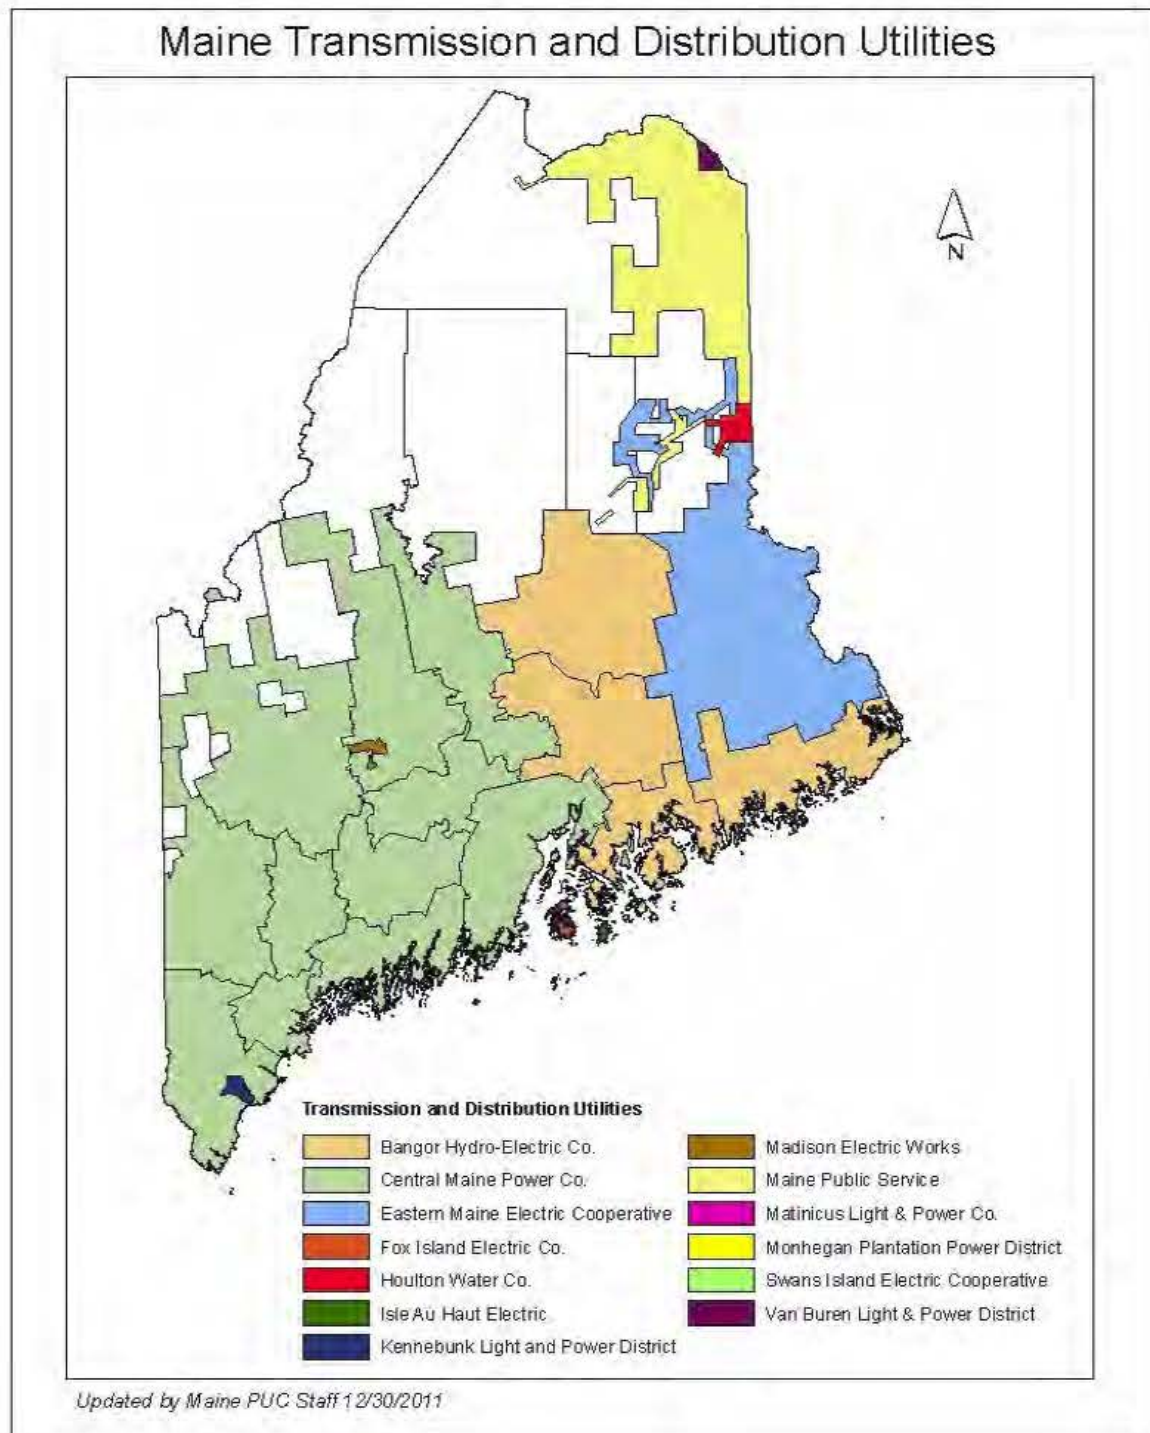 Maine Transmission and Distribution Utilities
N
Transmission and Distribution Utilities
Bangor Hydro-Electric Co.
Central Maine Power Co.
Eastern Maine Electric Cooperative
Fox Island Electric Co.
Houlton Water Co.
Isle Au Haut Electric
Kennebunk Light and Power District
Madison Electric Works
Maine Public Service
Matinicus Light & Power Co.
Monhegan Plantation Power District
Swans Island Electric Cooperative
Van Buren Light & Power District
Updated by Maine PUC Staff 12/30/2011